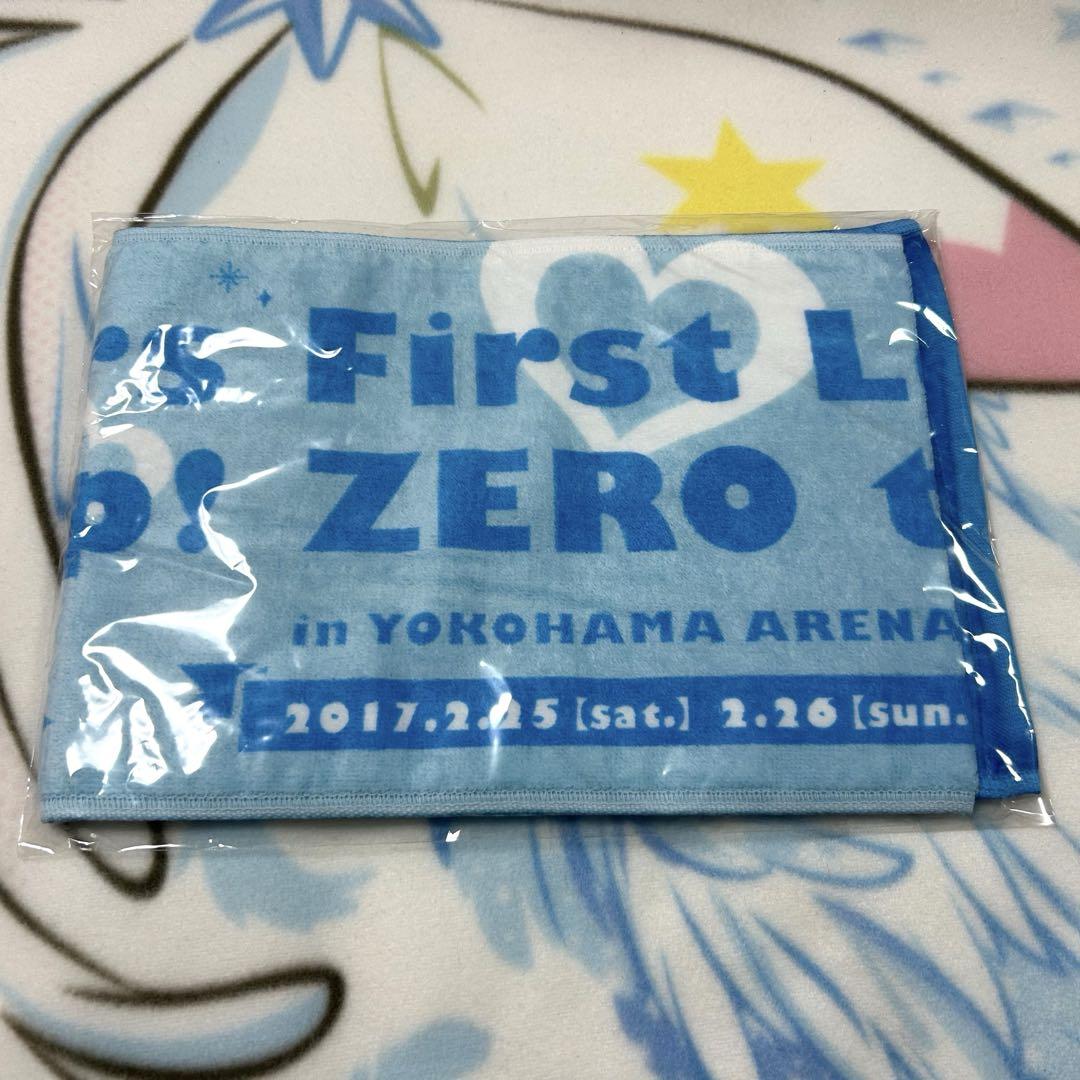 's First L
p! ZERO t
in YOKOHAMA ARENA
2017.2.25 [sat.] 2.26 [sun.